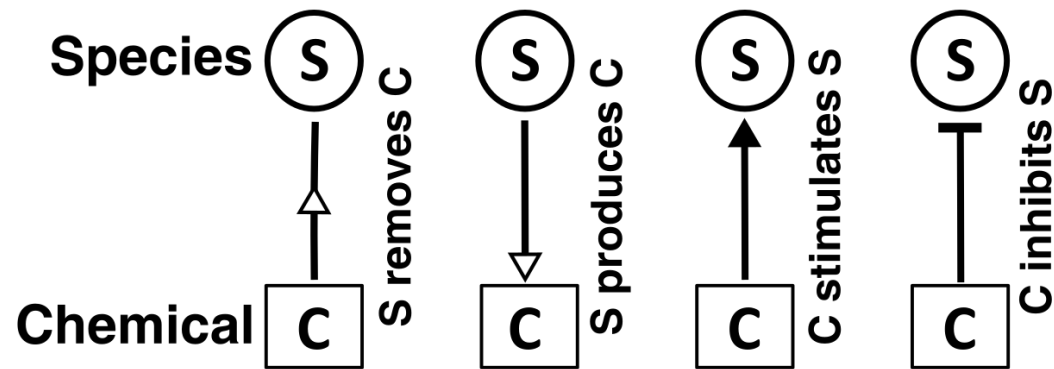 Species S S S S
S removes C
S produces C
C stimulates S
C inhibits S
Chemical C C C C